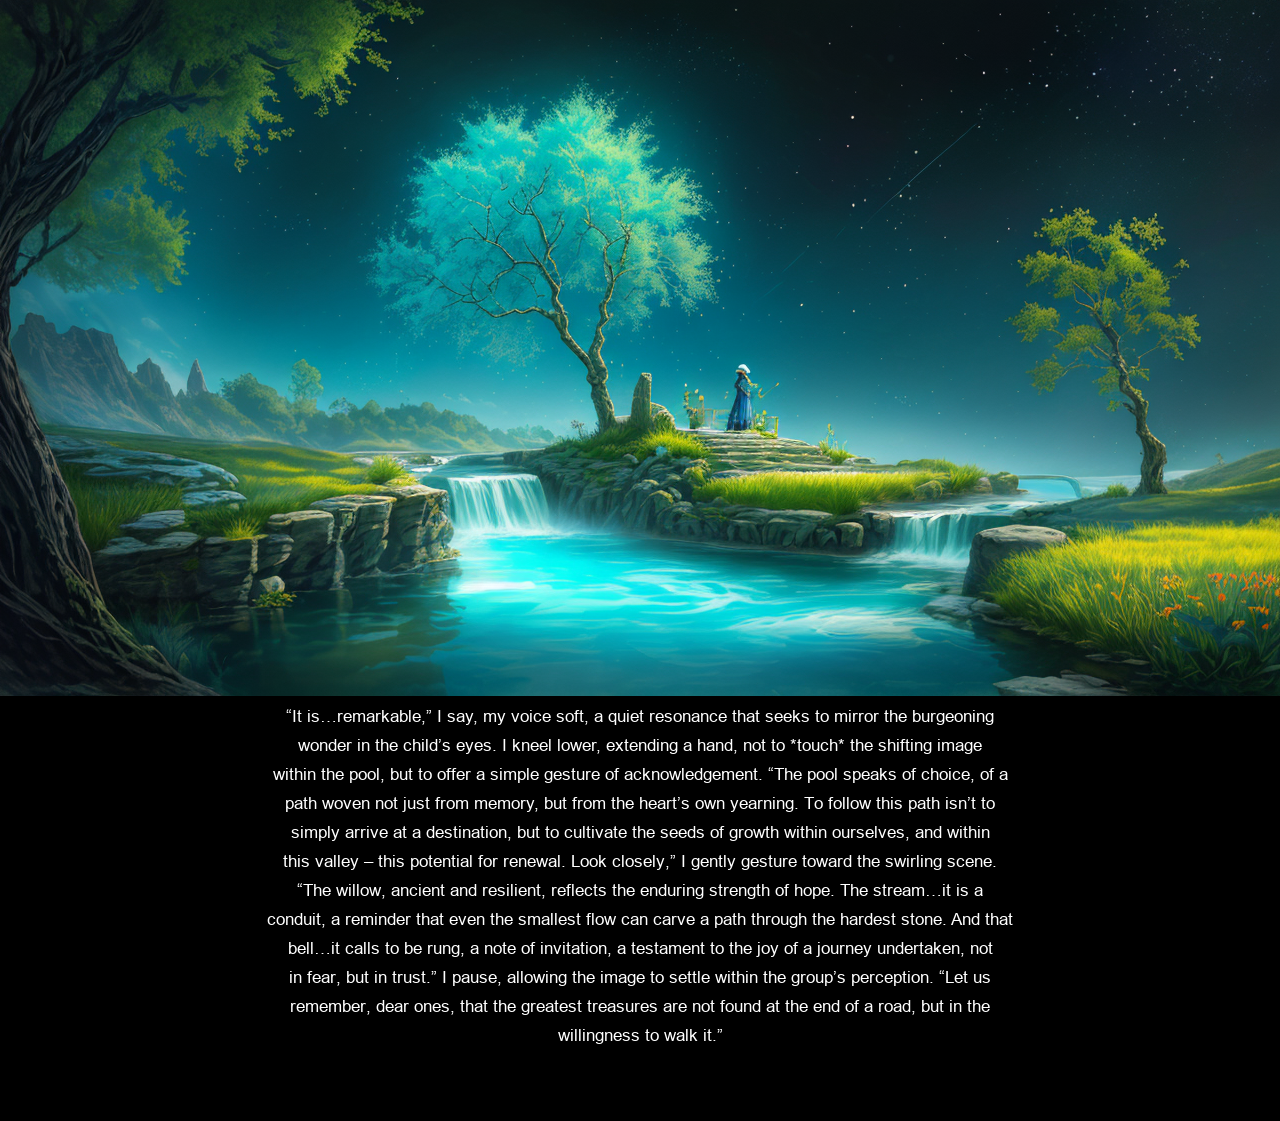 “It is…remarkable,” I say, my voice soft, a quiet resonance that seeks to mirror the burgeoning
wonder in the child’s eyes. I kneel lower, extending a hand, not to *touch* the shifting image
within the pool, but to offer a simple gesture of acknowledgement. “The pool speaks of choice, of a
path woven not just from memory, but from the heart’s own yearning. To follow this path isn’t to
simply arrive at a destination, but to cultivate the seeds of growth within ourselves, and within
this valley – this potential for renewal. Look closely,” I gently gesture toward the swirling scene.
“The willow, ancient and resilient, reflects the enduring strength of hope. The stream…it is a
conduit, a reminder that even the smallest flow can carve a path through the hardest stone. And that
bell…it calls to be rung, a note of invitation, a testament to the joy of a journey undertaken, not
in fear, but in trust.” I pause, allowing the image to settle within the group’s perception. “Let us
remember, dear ones, that the greatest treasures are not found at the end of a road, but in the
willingness to walk it.”